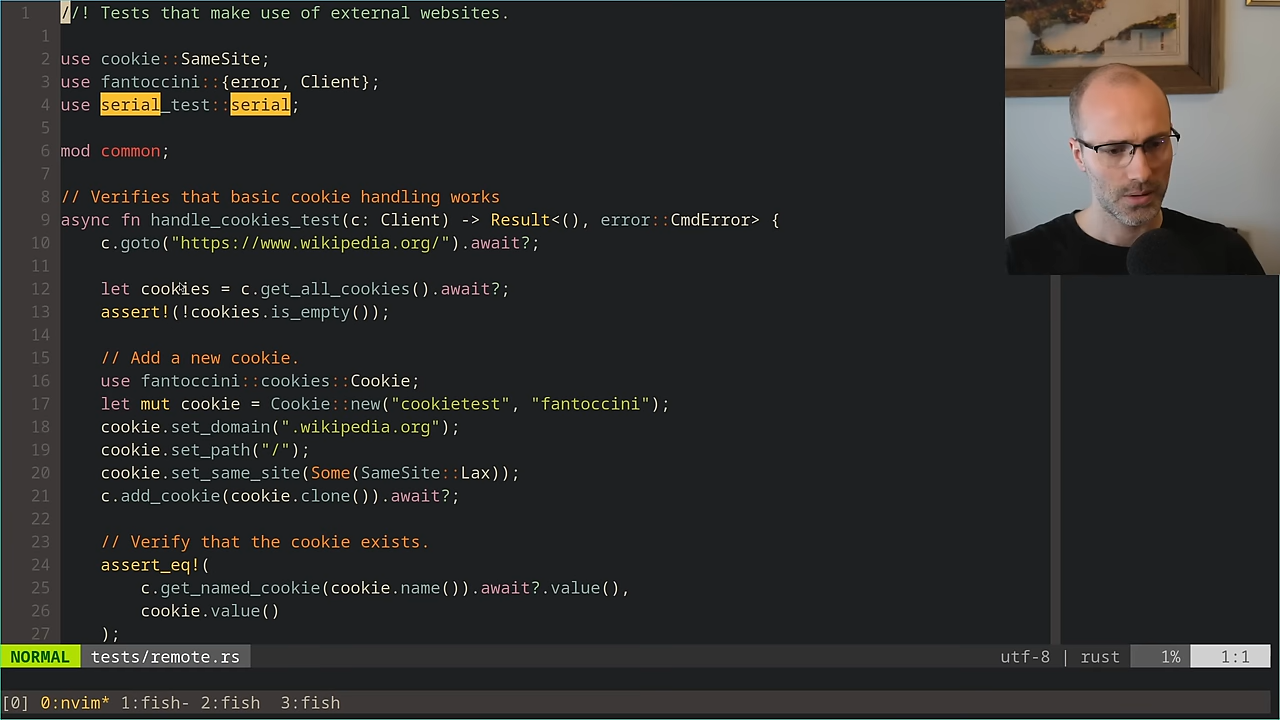 1 //! Tests that make use of external websites.
1
2 use cookie::SameSite;
3 use fantoccini::{error, Client};
4 use serial_test::serial;
5
6 mod common;
7
8 // Verifies that basic cookie handling works
9 async fn handle_cookies_test(c: Client) -> Result<(), error::CmdError> {
10     c.goto("https://www.wikipedia.org/").await?;
11
12     let cookies = c.get_all_cookies().await?;
13     assert!(!cookies.is_empty());
14
15     // Add a new cookie.
16     use fantoccini::cookies::Cookie;
17     let mut cookie = Cookie::new("cookietest", "fantoccini");
18     cookie.set_domain(".wikipedia.org");
19     cookie.set_path("/");
20     cookie.set_same_site(Some(SameSite::Lax));
21     c.add_cookie(cookie.clone()).await?;
22
23     // Verify that the cookie exists.
24     assert_eq!(
25         c.get_named_cookie(cookie.name()).await?.value(),
26         cookie.value()
27     );
NORMAL tests/remote.rs utf-8 | rust 1% 1:1
[0] 0:nvim* 1:fish- 2:fish 3:fish